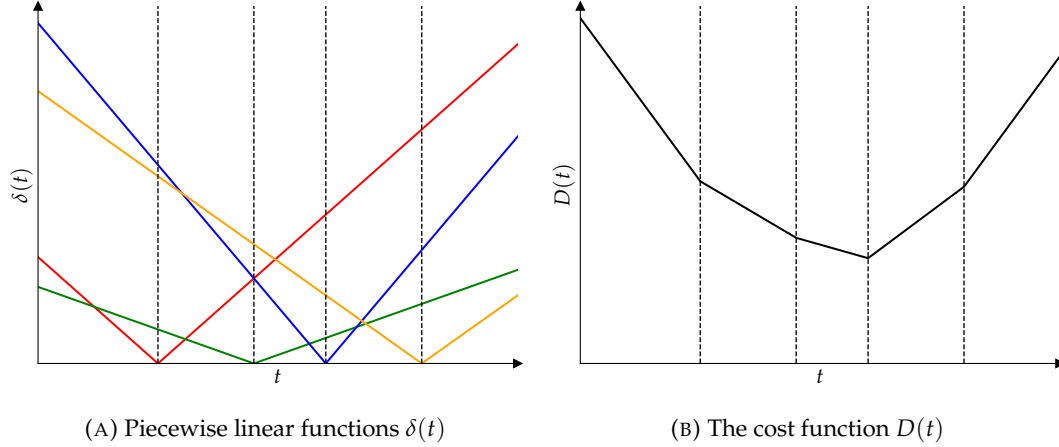 δ(t)
t
D(t)
t
(A) Piecewise linear functions δ(t)
(B) The cost function D(t)